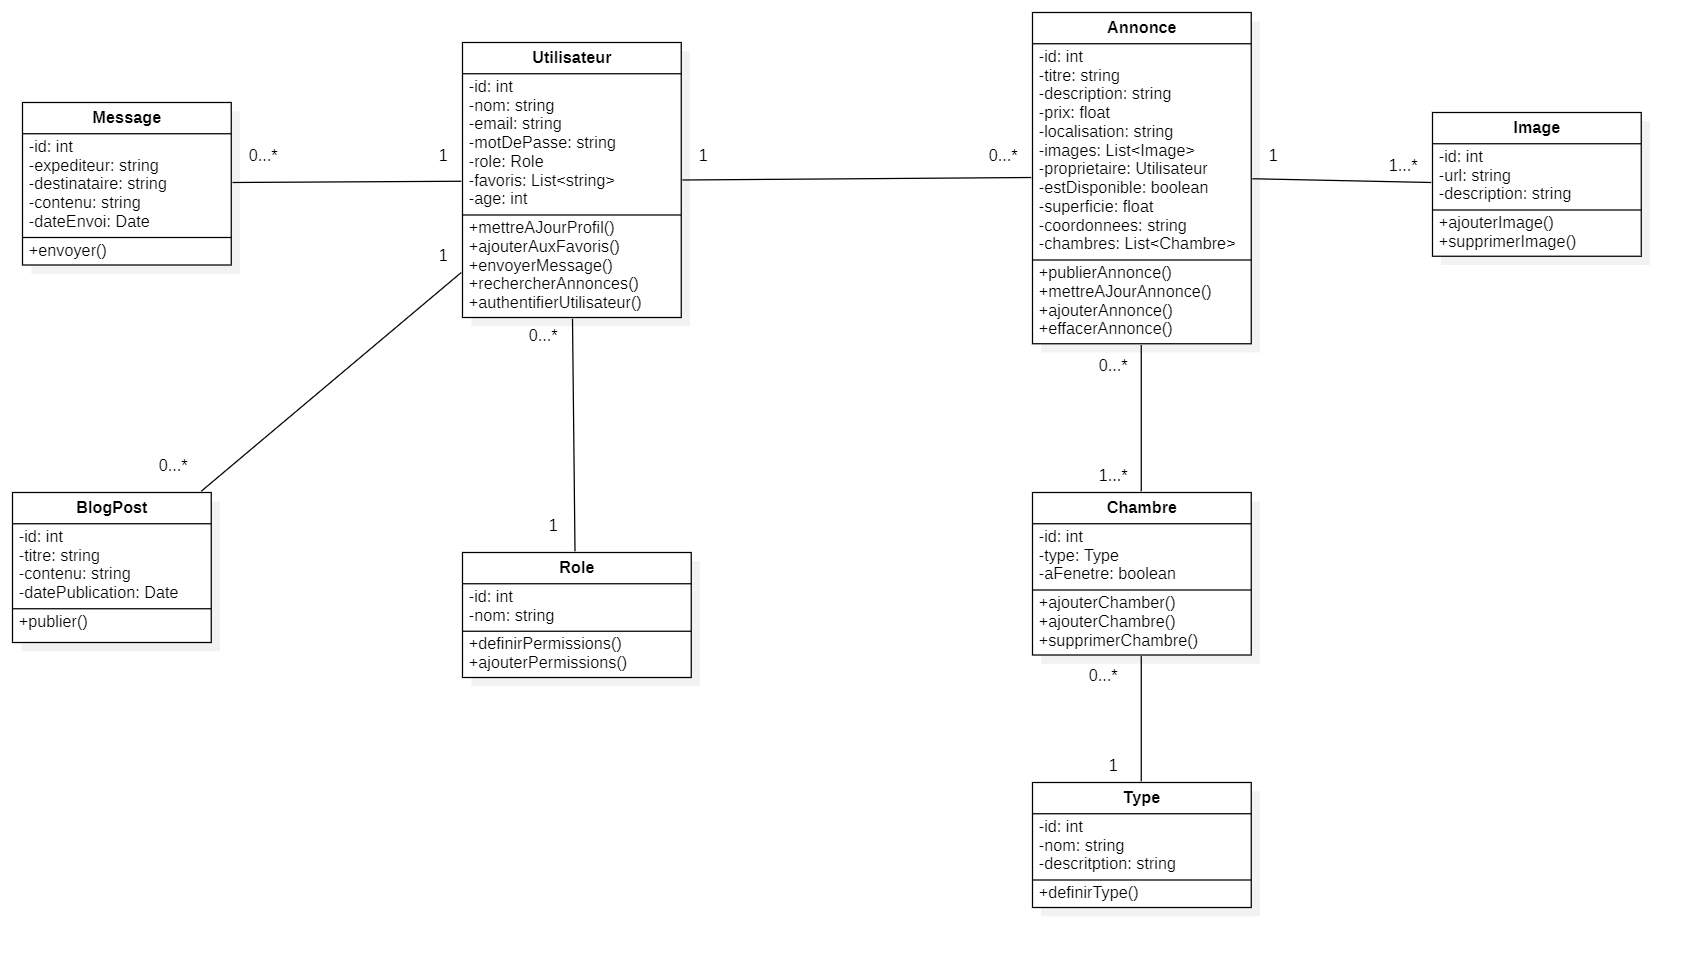 Message
-id: int
-expediteur: string
-destinataire: string
-contenu: string
-dateEnvoi: Date
+envoyer()
0...*
1
Utilisateur
-id: int
-nom: string
-email: string
-motDePasse: string
-role: Role
-favoris: List<string>
-age: int
+mettreAJourProfil()
+ajouterAuxFavoris()
+envoyerMessage()
+rechercherAnnonces()
+authentifierUtilisateur()
1
0...*
Annonce
-id: int
-titre: string
-description: string
-prix: float
-localisation: string
-images: List<Image>
-proprietaire: Utilisateur
-estDisponible: boolean
-superficie: float
-coordonnees: string
-chambres: List<Chambre>
+publierAnnonce()
+mettreAJourAnnonce()
+ajouterAnnonce()
+effacerAnnonce()
1
1...*
Image
-id: int
-url: string
-description: string
+ajouterImage()
+supprimerImage()
1
0...*
BlogPost
-id: int
-titre: string
-contenu: string
-datePublication: Date
+publier()
0...*
1
Role
-id: int
-nom: string
+definirPermissions()
+ajouterPermissions()
0...*
1...*
Chambre
-id: int
-type: Type
-aFenetre: boolean
+ajouterChamber()
+ajouterChambre()
+supprimerChambre()
0...*
1
Type
-id: int
-nom: string
-descritption: string
+definirType()